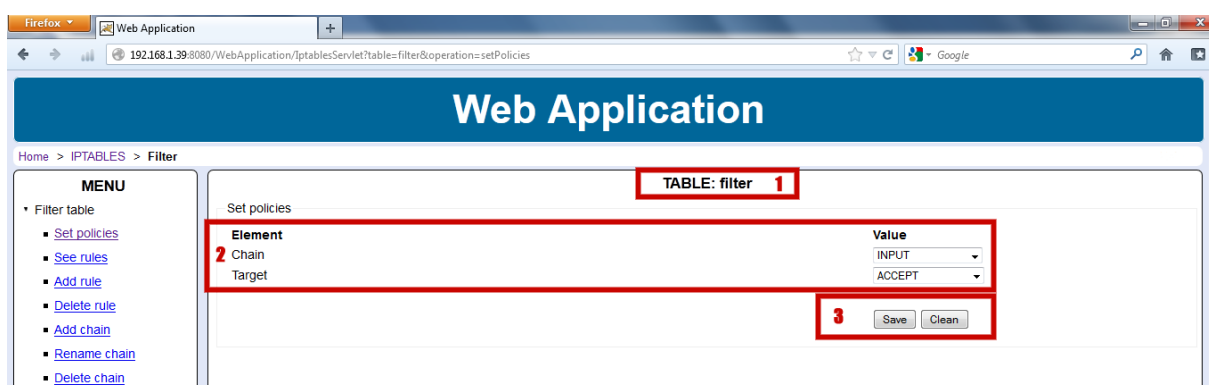 Firefox
Web Application
+
192.168.1.39:8080/WebApplication/IptablesServlet?table=filter&operation=setPolicies
Google
Web Application
Home > IPTABLES > Filter
MENU
Filter table
Set policies
See rules
Add rule
Delete rule
Add chain
Rename chain
Delete chain
TABLE: filter 1
Set policies
Element Value
2 Chain INPUT
Target ACCEPT
3 Save Clean